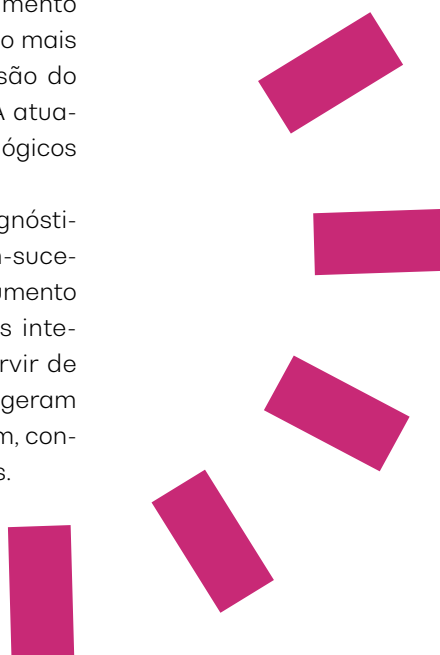 mento
o mais
são do
A atua-
ógicos
gnósti-
-suce-
umento
s inte-
rvir de
geram
m, con-
s.